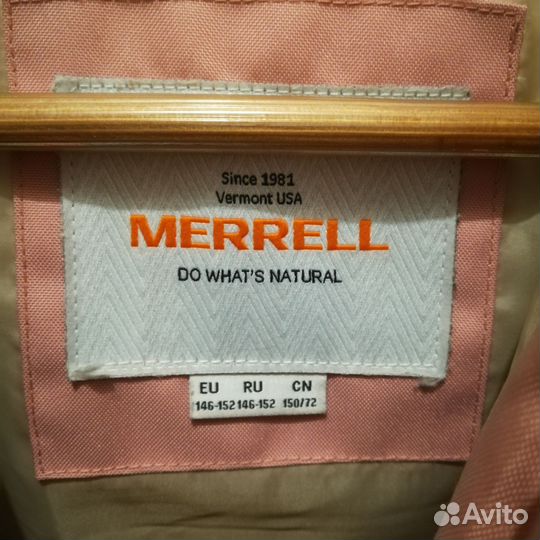 Since 1981
Vermont USA
MERRELL
DO WHAT'S NATURAL
EU RU CN
146-152 146-152 150/72
Avito